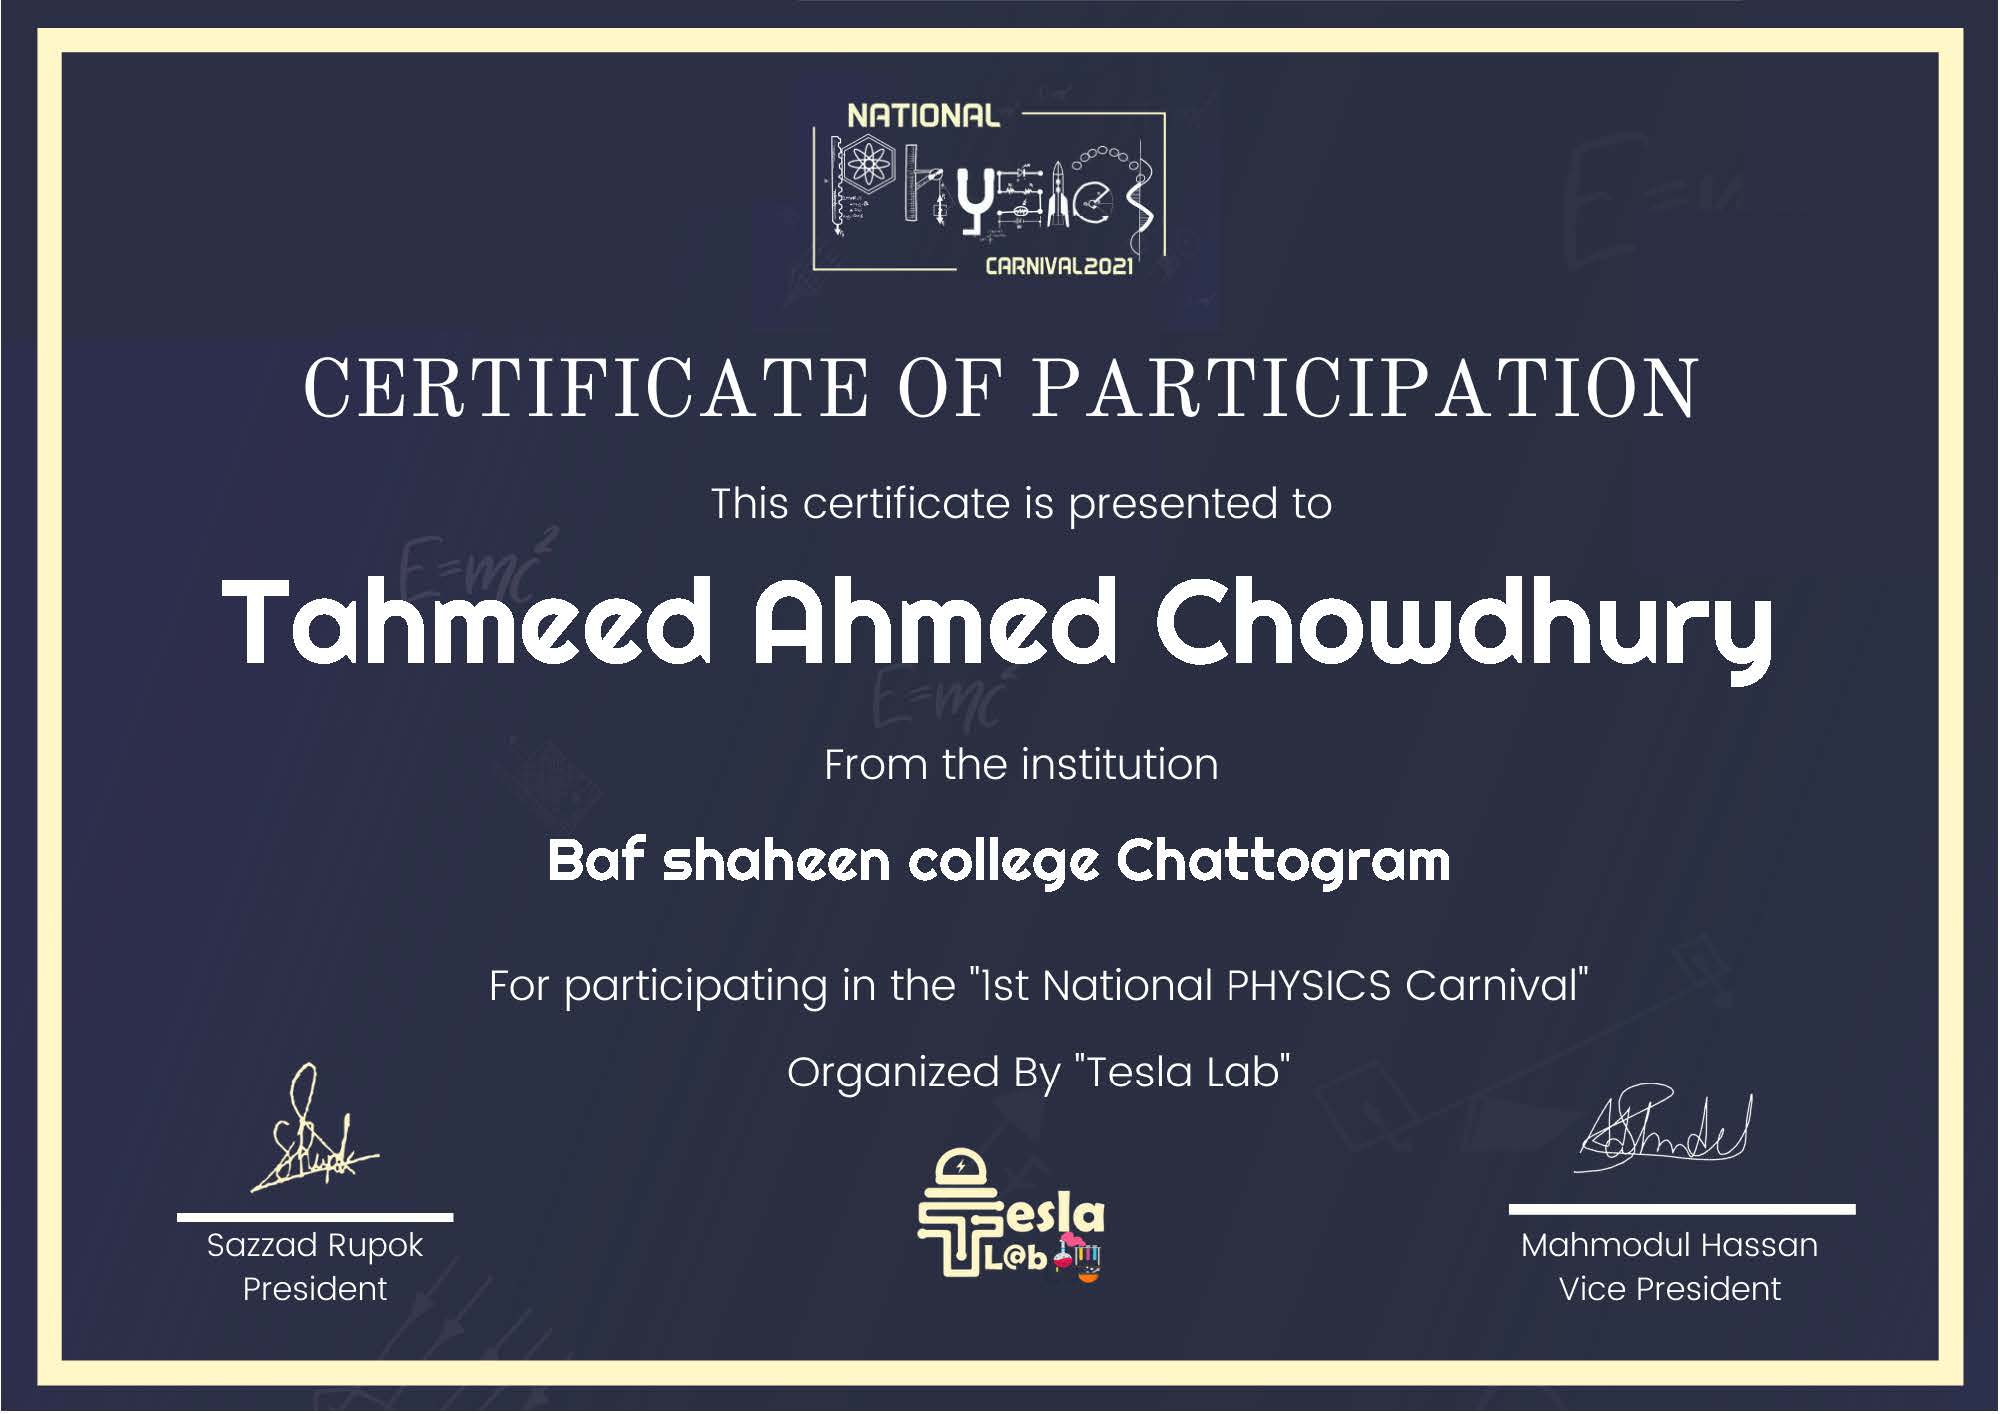 NATIONAL
Physics
CARNIVAL2021
CERTIFICATE OF PARTICIPATION
This certificate is presented to
E=mc²
Tahmeed Ahmed Chowdhury
E=mc²
From the institution
Baf shaheen college Chattogram
For participating in the "1st National PHYSICS Carnival"
Organized By "Tesla Lab"
Tesla
L@b
Sazzad Rupok
President
Mahmodul Hassan
Vice President